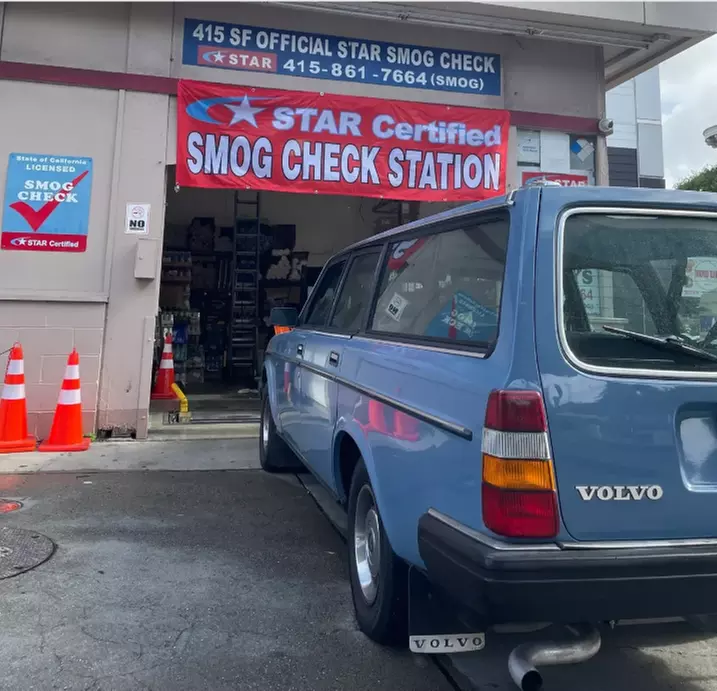 415 SF OFFICIAL STAR SMOG CHECK
STAR 415-861-7664 (SMOG)
STAR Certified
SMOG CHECK STATION
State of California
LICENSED
SMOG
CHECK
STAR Certified
NO
STAR
VOLVO
VOLVO